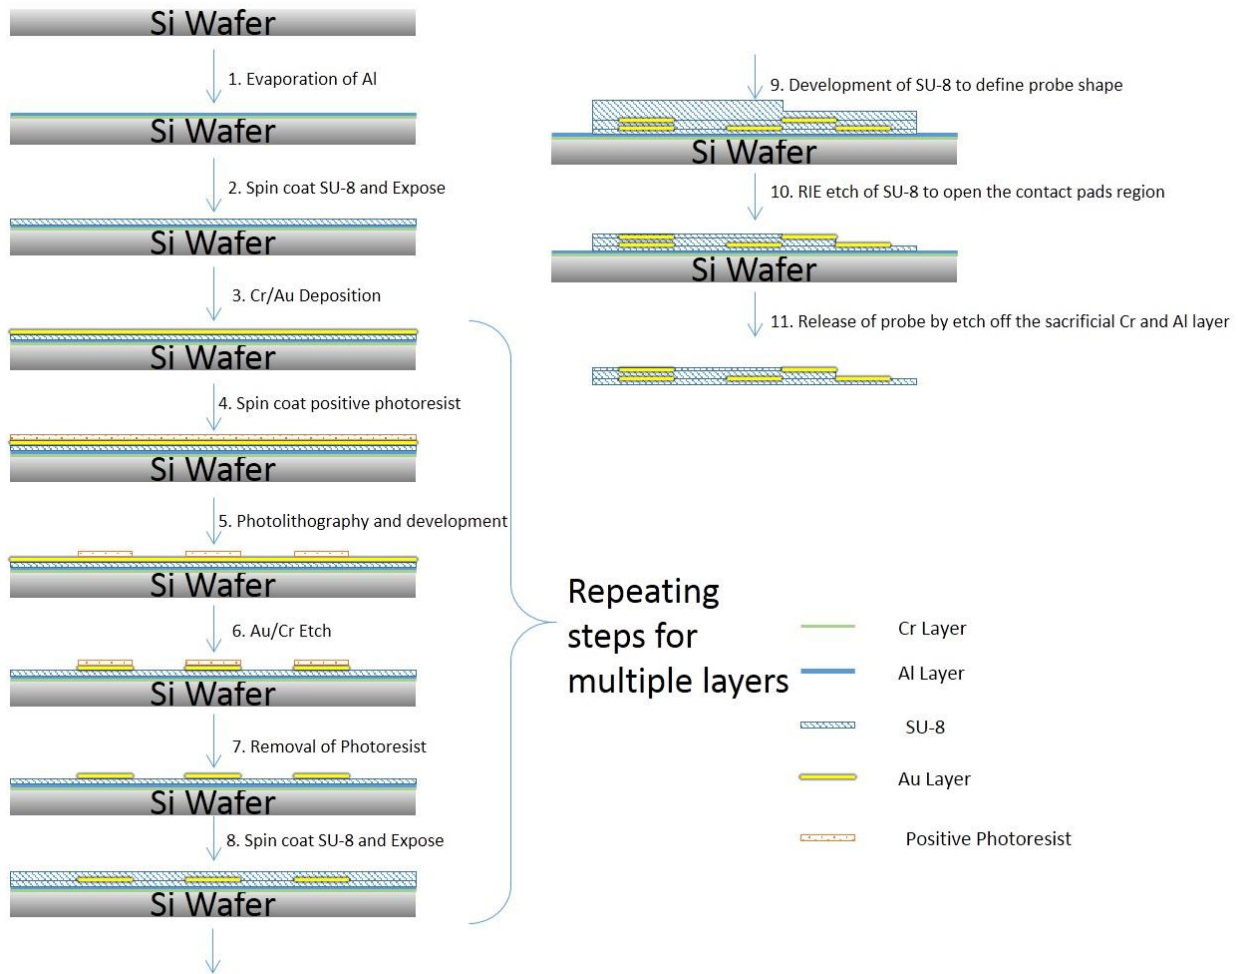 Si Wafer
1. Evaporation of Al
Si Wafer
2. Spin coat SU-8 and Expose
Si Wafer
3. Cr/Au Deposition
Si Wafer
4. Spin coat positive photoresist
Si Wafer
5. Photolithography and development
Si Wafer
6. Au/Cr Etch
Si Wafer
7. Removal of Photoresist
Si Wafer
8. Spin coat SU-8 and Expose
Si Wafer
Repeating
steps for
multiple layers
9. Development of SU-8 to define probe shape
Si Wafer
10. RIE etch of SU-8 to open the contact pads region
Si Wafer
11. Release of probe by etch off the sacrificial Cr and Al layer
Cr Layer
Al Layer
SU-8
Au Layer
Positive Photoresist